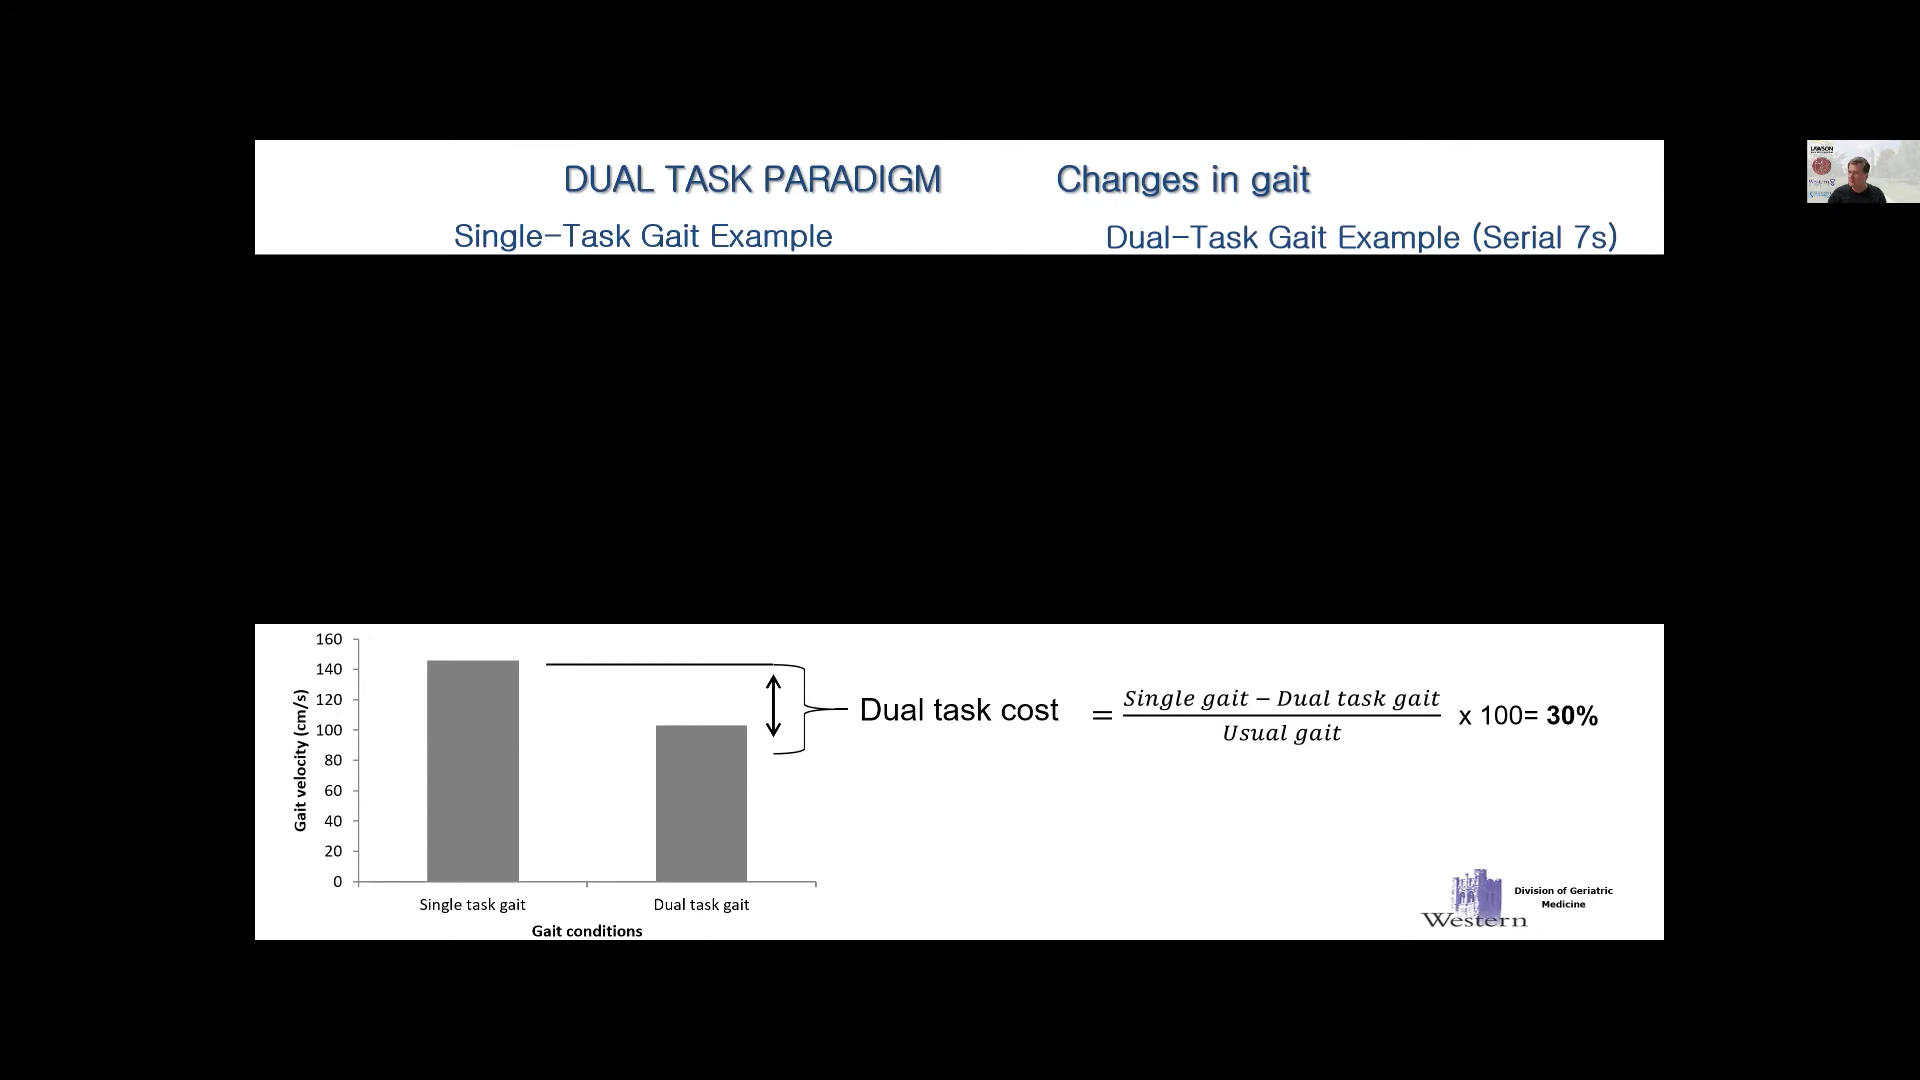 DUAL TASK PARADIGM Changes in gait
Single-Task Gait Example Dual-Task Gait Example (Serial 7s)
LAWSON
Western
160
140
120
100
80
60
40
20
0
Gait velocity (cm/s)
Single task gait Dual task gait
Gait conditions
Dual task cost = Single gait − Dual task gait
Usual gait
x 100= 30%
Western
Division of Geriatric
Medicine